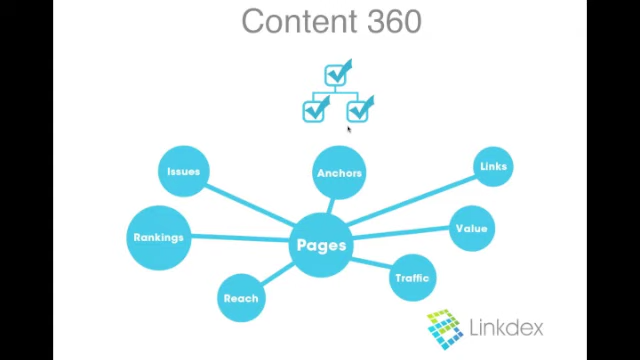 Content 360
Issues
Anchors
Links
Rankings
Pages
Value
Reach
Traffic
Linkdex